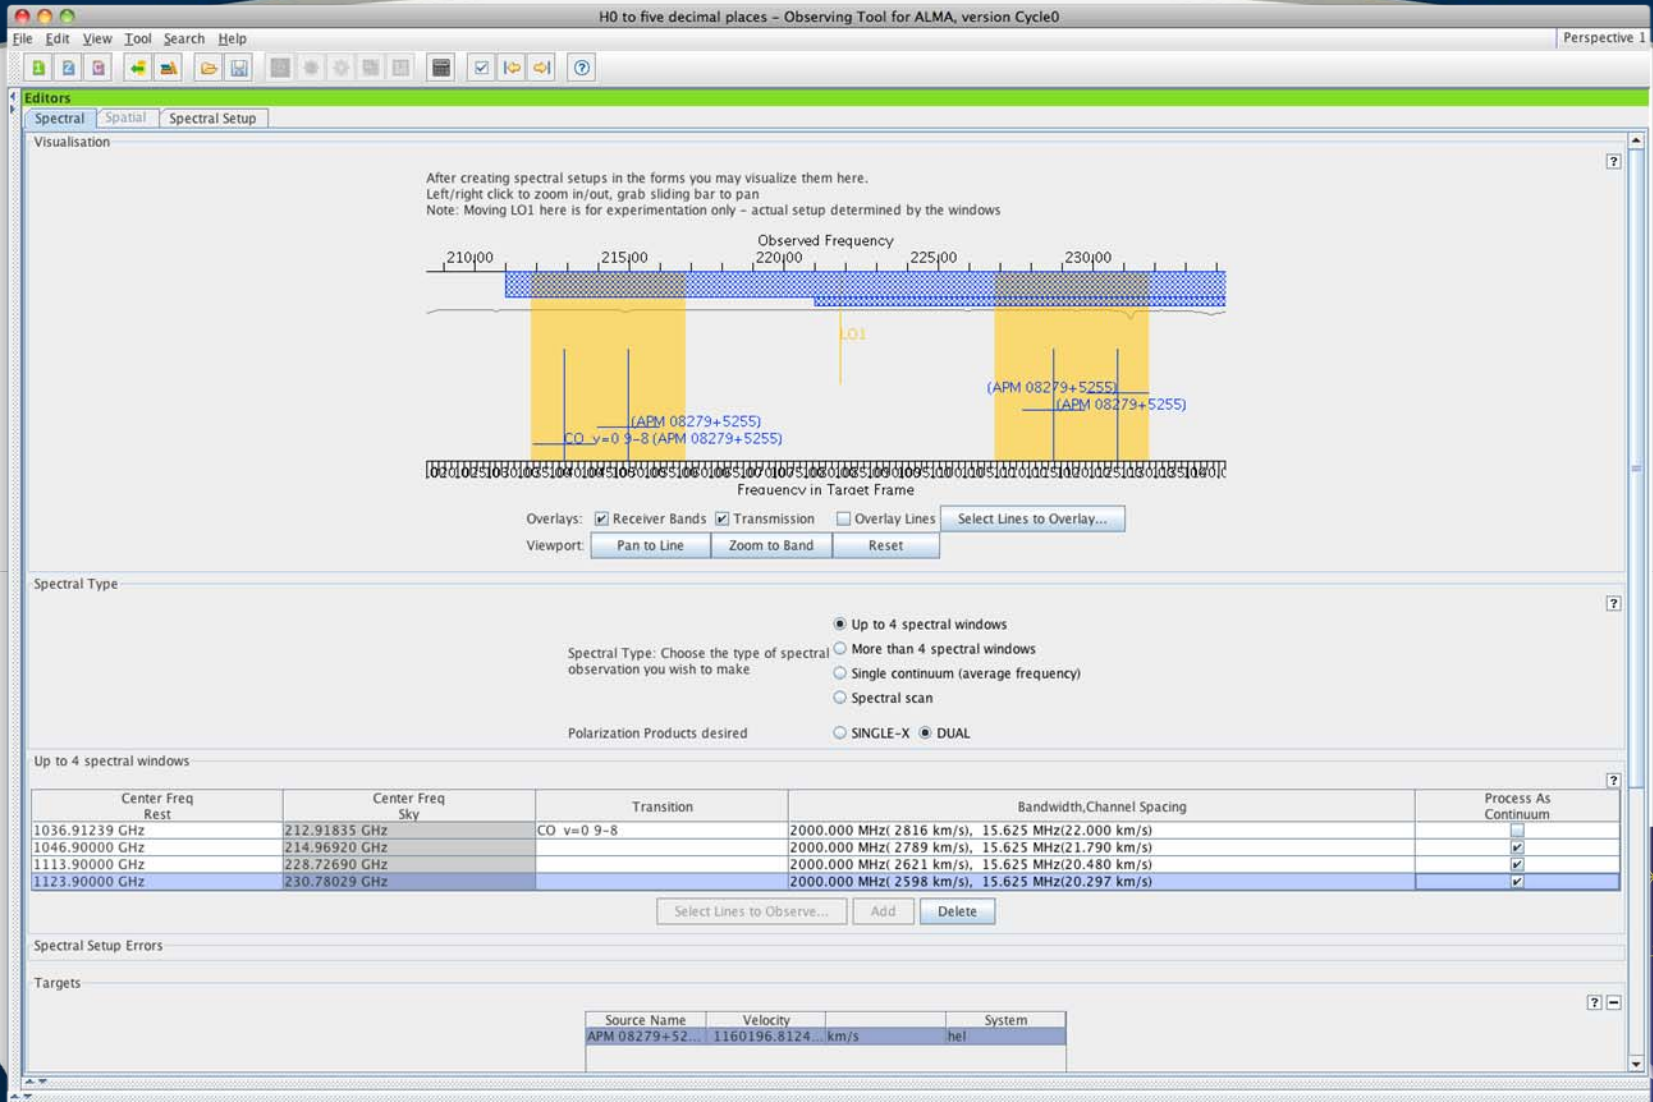 H0 to five decimal places - Observing Tool for ALMA, version Cycle0
File Edit View Tool Search Help
Perspective 1
Editors
Spectral Spatial Spectral Setup
Visualisation
After creating spectral setups in the forms you may visualize them here.
Left/right click to zoom in/out, grab sliding bar to pan
Note: Moving LO1 here is for experimentation only - actual setup determined by the windows
Observed Frequency
210.00 215.00 220.00 225.00 230.00
LO1
(APM 08279+5255)
(APM 08279+5255)
(APM 08279+5255)
CO v=0 9-8 (APM 08279+5255)
Frequency in Target Frame
Overlays: Receiver Bands Transmission Overlay Lines Select Lines to Overlay...
Viewport: Pan to Line Zoom to Band Reset
Spectral Type
Up to 4 spectral windows
Spectral Type: Choose the type of spectral observation you wish to make
More than 4 spectral windows
Single continuum (average frequency)
Spectral scan
Polarization Products desired SINGLE-X DUAL
Up to 4 spectral windows
Center Freq Rest Center Freq Sky Transition Bandwidth,Channel Spacing Process As Continuum
1036.91239 GHz 212.91835 GHz CO v=0 9-8 2000.000 MHz( 2816 km/s), 15.625 MHz(22.000 km/s)
1046.90000 GHz 214.96920 GHz 2000.000 MHz( 2789 km/s), 15.625 MHz(21.790 km/s)
1113.90000 GHz 228.72690 GHz 2000.000 MHz( 2621 km/s), 15.625 MHz(20.480 km/s)
1123.90000 GHz 230.78029 GHz 2000.000 MHz( 2598 km/s), 15.625 MHz(20.297 km/s)
Select Lines to Observe... Add Delete
Spectral Setup Errors
Targets
Source Name Velocity System
APM 08279+52... 1160196.8124... km/s hel